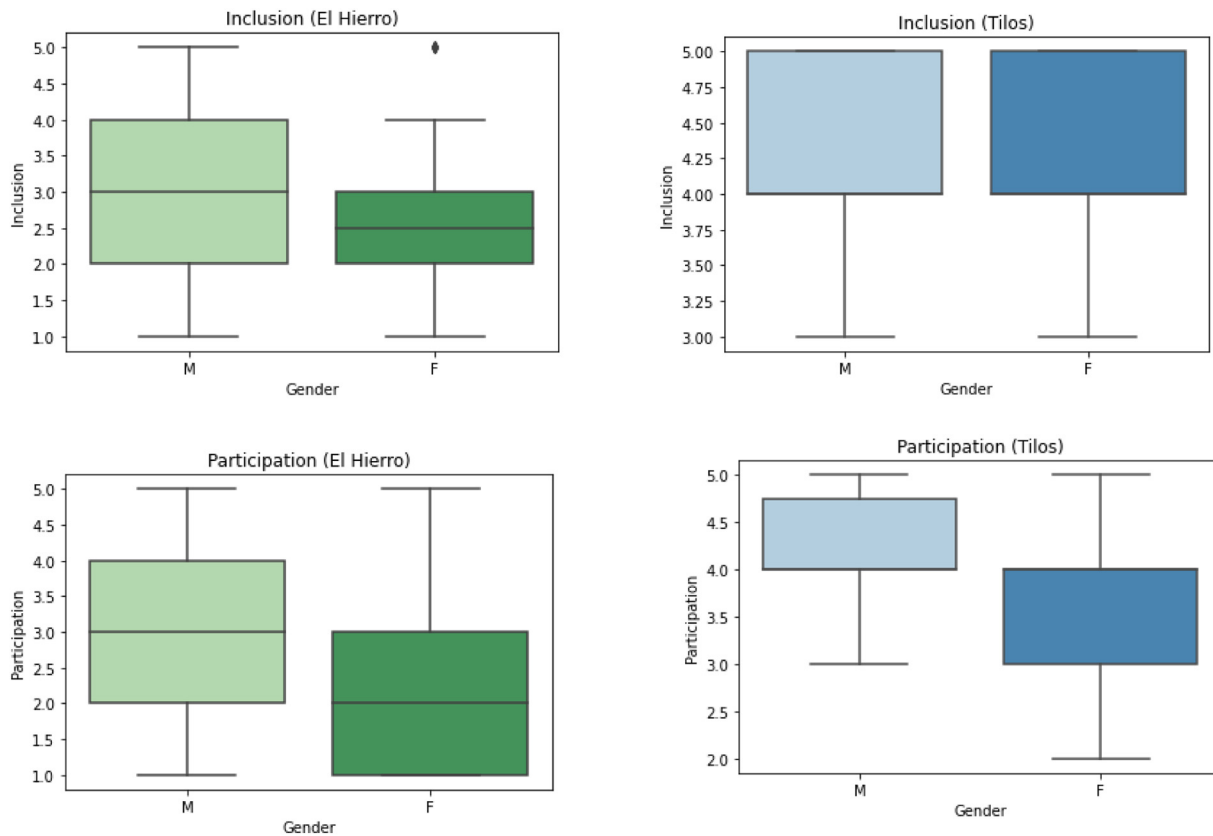 Inclusion (El Hierro)
5.0
4.5
4.0
3.5
3.0
2.5
2.0
1.5
1.0
Inclusion
M
F
Gender
Inclusion (Tilos)
5.00
4.75
4.50
4.25
4.00
3.75
3.50
3.25
3.00
Inclusion
M
F
Gender
Participation (El Hierro)
5.0
4.5
4.0
3.5
3.0
2.5
2.0
1.5
1.0
Participation
M
F
Gender
Participation (Tilos)
5.0
4.5
4.0
3.5
3.0
2.5
2.0
Participation
M
F
Gender